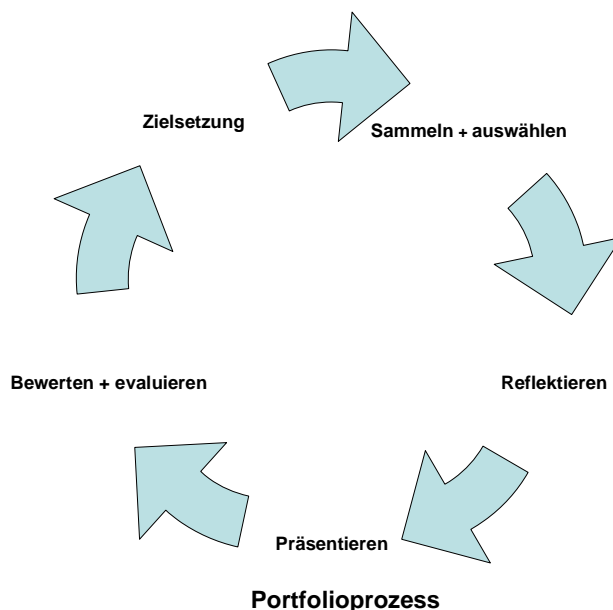 Zielsetzung
Sammeln + auswählen
Bewerten + evaluieren
Reflektieren
Präsentieren
Portfolioprozess